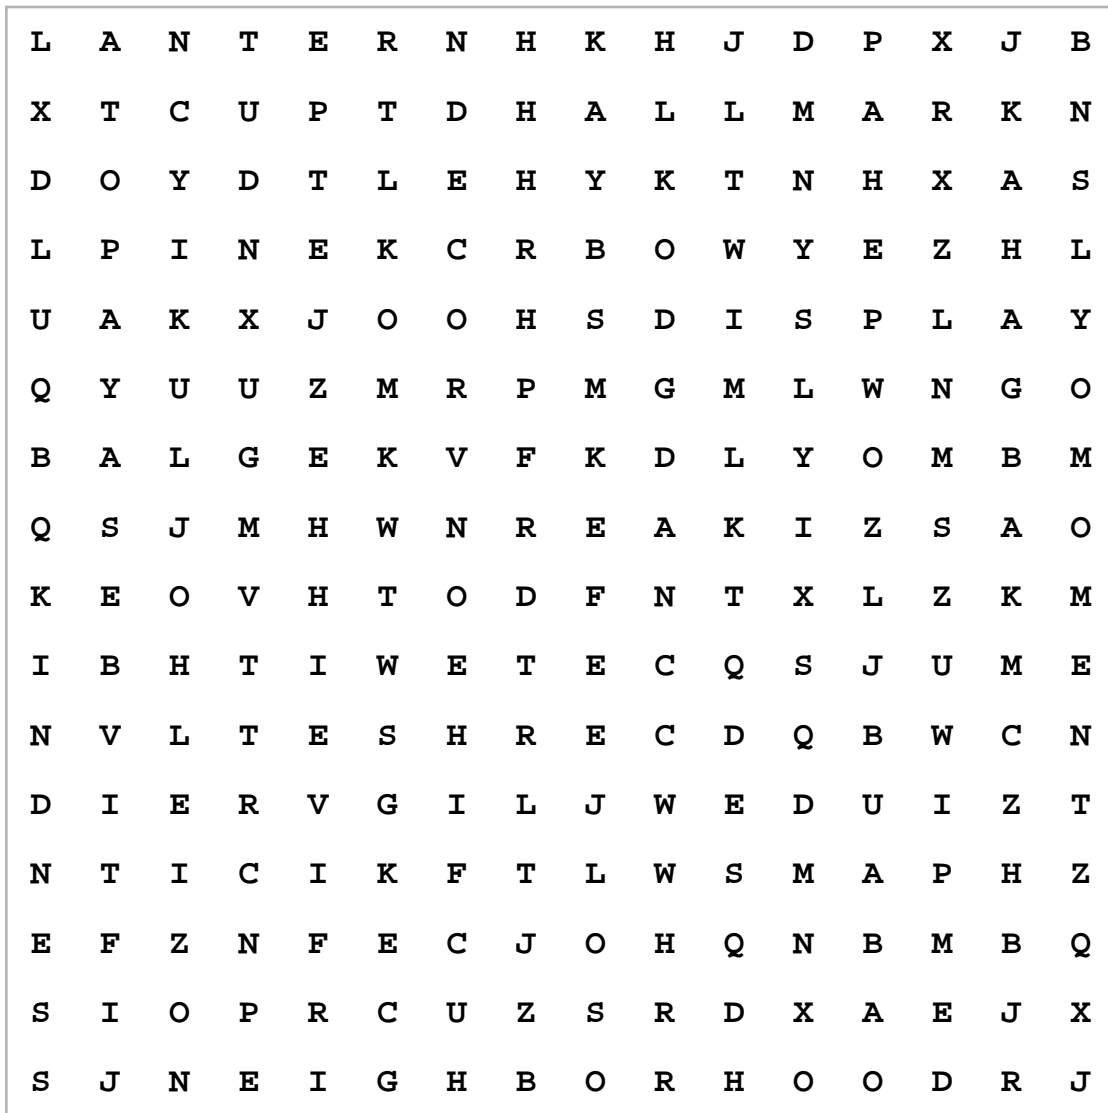 L A N T E R N H K H J D P X J B
X T C U P T D H A L L M A R K N
D O Y D T L E H Y K T N H X A S
L P I N E K C R B O W Y E Z H L
U A K X J O O H S D I S P L A Y
Q Y U U Z M R P M G M L W N G O
B A L G E K V F K D L Y O M B M
Q S J M H W N R E A K I Z S A O
K E O V H T O D F N T X L Z K M
I B H T I W E T E C Q S J U M E
N V L T E S H R E C D Q B W C N
D I E R V G I L J W E D U I Z T
N T I C I K F T L W S M A P H Z
E F Z N F E C J O H Q N B M B Q
S I O P R C U Z S R D X A E J X
S J N E I G H B O R H O O D R J